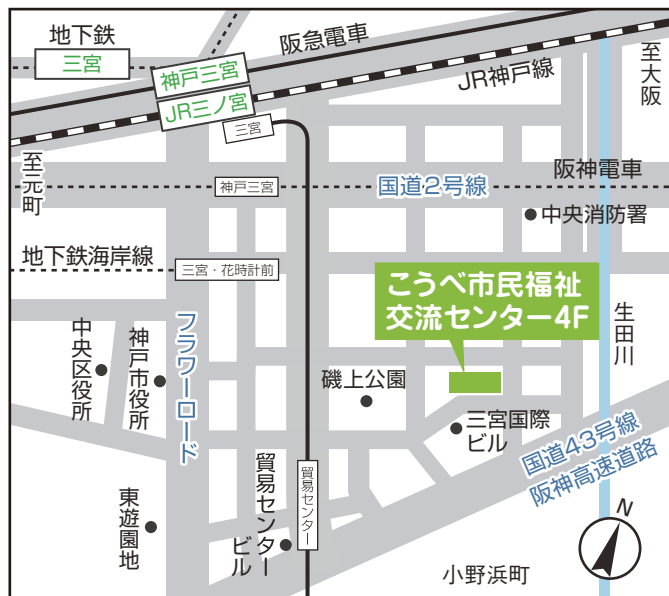 地下鉄
三宮
阪急電車
神戸三宮
JR三ノ宮
三宮
JR神戸線
至大阪
至元町
神戸三宮
国道2号線
阪神電車
中央消防署
地下鉄海岸線
三宮・花時計前
こうべ市民福祉
交流センター4F
生田川
フラワーロード
中央区役所
神戸市役所
磯上公園
三宮国際
ビル
国道43号線
阪神高速道路
貿易センター
ビル
貿易センター
東遊園地
小野浜町
N